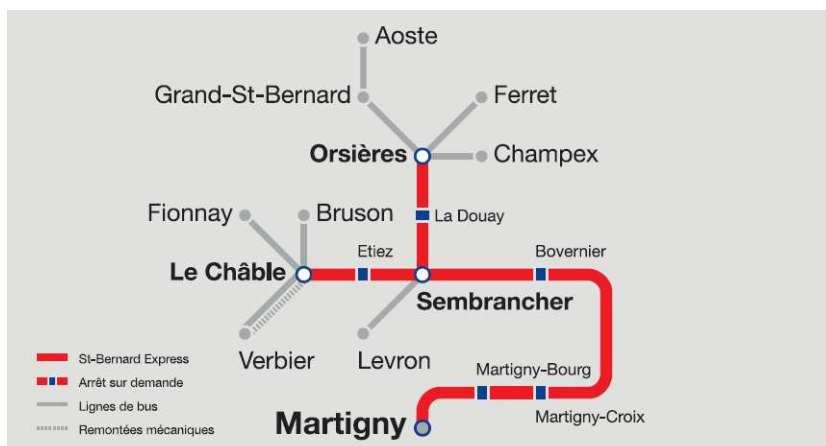 Aoste
Grand-St-Bernard
Ferret
Orsières
Champex
Fionnay
Bruson
La Douay
Etiez
Bovernier
Le Châble
Sembrancher
Verbier
Levron
St-Bernard Express
Arrêt sur demande
Lignes de bus
Remontées mécaniques
Martigny-Bourg
Martigny-Croix
Martigny